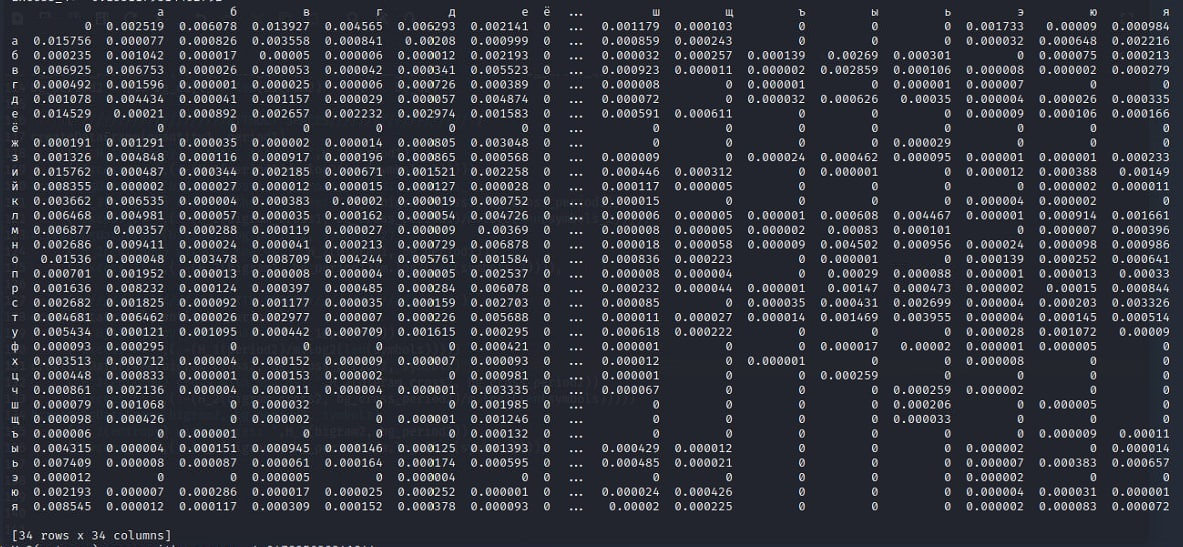 а б в г д е ё ... ш щ ъ ы ь э ю я
0 0.002519 0.006078 0.013927 0.004565 0.006293 0.002141 0 ... 0.001179 0.000103 0 0 0 0.001733 0.00009 0.000984
а 0.015756 0.000077 0.000826 0.003558 0.000841 0.00208 0.000999 0 ... 0.000859 0.000243 0 0 0 0.000032 0.000648 0.002216
б 0.000235 0.001042 0.000017 0.00005 0.000006 0.000012 0.002193 0 ... 0.000032 0.000257 0.000139 0.00269 0.000301 0 0.000075 0.000213
в 0.006925 0.006753 0.000026 0.000053 0.000042 0.000341 0.005523 0 ... 0.000923 0.000011 0.000002 0.002859 0.000106 0.000008 0.000002 0.000279
г 0.000492 0.001596 0.000001 0.000025 0.000006 0.000726 0.000389 0 ... 0.000008 0 0.000001 0 0.000001 0.000007 0 0
д 0.001078 0.004434 0.000041 0.001157 0.000029 0.000057 0.004874 0 ... 0.000072 0 0.000032 0.000626 0.00035 0.000004 0.000026 0.000335
е 0.014529 0.00021 0.000892 0.002657 0.002232 0.002974 0.001583 0 ... 0.000591 0.000611 0 0 0 0.000009 0.000106 0.000166
ё 0 0 0 0 0 0 0 0 ... 0 0 0 0 0 0 0 0
ж 0.000191 0.001291 0.000035 0.000002 0.000014 0.000805 0.003048 0 ... 0 0 0 0 0.000029 0 0 0
з 0.001326 0.004848 0.000116 0.000917 0.000196 0.000865 0.000568 0 ... 0.000009 0 0.000024 0.000462 0.000095 0.000001 0.000001 0.000233
и 0.015762 0.000487 0.000344 0.002185 0.000671 0.001521 0.002258 0 ... 0.000446 0.000312 0 0.000001 0 0.000012 0.000388 0.00149
й 0.008355 0.000002 0.000027 0.000012 0.000015 0.000127 0.000028 0 ... 0.000117 0.000005 0 0 0 0 0.000002 0.000011
к 0.003662 0.006535 0.000004 0.000383 0.00002 0.000019 0.000752 0 ... 0.000015 0 0 0 0 0.000004 0.000002 0
л 0.006468 0.004981 0.000057 0.000035 0.000162 0.000054 0.004726 0 ... 0.000006 0.000005 0.000001 0.000608 0.004467 0.000001 0.000914 0.001661
м 0.006877 0.00357 0.000288 0.000119 0.000027 0.000009 0.00369 0 ... 0.000008 0.000005 0.000002 0.00083 0.000101 0 0.000007 0.000396
н 0.002686 0.009411 0.000024 0.000041 0.000213 0.000729 0.006878 0 ... 0.000018 0.000058 0.000009 0.004502 0.000956 0.000024 0.000098 0.000986
о 0.01536 0.000048 0.003478 0.008709 0.004244 0.005761 0.001584 0 ... 0.000836 0.000223 0 0.000001 0 0.000139 0.000252 0.000641
п 0.000701 0.001952 0.000013 0.000008 0.000004 0.000005 0.002537 0 ... 0.000008 0.000004 0 0.00029 0.000088 0.000001 0.000013 0.00033
р 0.001636 0.008232 0.000124 0.000397 0.000485 0.000284 0.006078 0 ... 0.000232 0.000044 0.000001 0.00147 0.000473 0.000002 0.00015 0.000844
с 0.002682 0.001825 0.000092 0.001177 0.000035 0.000159 0.002703 0 ... 0.000085 0 0.000035 0.000431 0.002699 0.000004 0.000203 0.003326
т 0.004681 0.006462 0.000026 0.002977 0.000007 0.000226 0.005688 0 ... 0.000011 0.000027 0.000014 0.001469 0.003955 0.000004 0.000145 0.000514
у 0.005434 0.000121 0.001095 0.000442 0.000709 0.001615 0.000295 0 ... 0.000618 0.000222 0 0 0 0.000028 0.001072 0.00009
ф 0.000093 0.000295 0 0 0 0 0.000421 0 ... 0.000001 0 0 0.000017 0.00002 0.000001 0.000005 0
х 0.003513 0.000712 0.000004 0.000152 0.000009 0.000007 0.000093 0 ... 0.000012 0 0.000001 0 0 0.000008 0 0
ц 0.000448 0.000833 0.000001 0.000153 0.000002 0 0.000981 0 ... 0.000001 0 0 0.000259 0 0 0 0
ч 0.000861 0.002136 0.000004 0.000011 0.000004 0.000001 0.003335 0 ... 0.000067 0 0 0 0.000259 0.000002 0 0
ш 0.000079 0.001068 0 0.000032 0 0 0.001985 0 ... 0 0 0 0 0.000206 0 0.000005 0
щ 0.000098 0.000426 0 0.000002 0 0.000001 0.001246 0 ... 0 0 0 0 0.000033 0 0 0
ъ 0.000006 0 0.000001 0 0 0 0.000132 0 ... 0 0 0 0 0 0 0.000009 0.00011
ы 0.004315 0.000004 0.000151 0.000945 0.000146 0.000125 0.001393 0 ... 0.000429 0.000012 0 0 0 0.000002 0 0.000014
ь 0.007409 0.000008 0.000087 0.000061 0.000164 0.000174 0.000595 0 ... 0.000485 0.000021 0 0 0 0.000007 0.000383 0.000657
э 0.000012 0 0 0.000005 0 0.000004 0 0 ... 0 0 0 0 0 0.000002 0 0
ю 0.002193 0.000007 0.000286 0.000017 0.000025 0.000252 0.000001 0 ... 0.000024 0.000426 0 0 0 0.000004 0.000031 0.000001
я 0.008545 0.000012 0.000117 0.000309 0.000152 0.000378 0.000093 0 ... 0.00002 0.000225 0 0 0 0.000002 0.000083 0.000072
[34 rows x 34 columns]